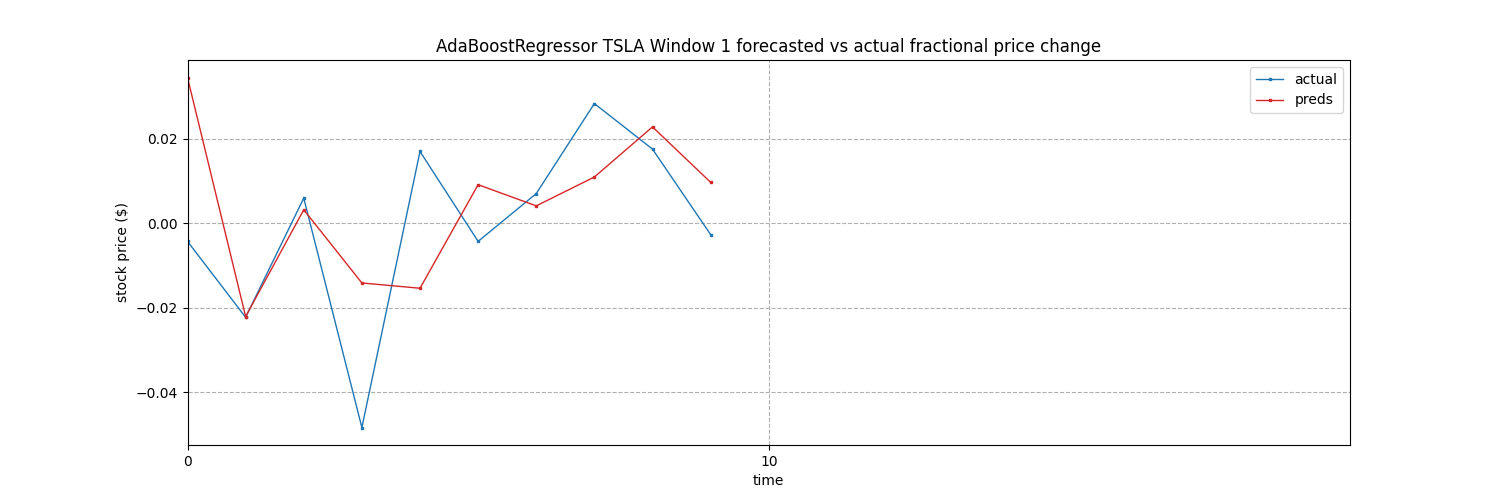 AdaBoostRegressor TSLA Window 1 forecasted vs actual fractional price change
actual
preds
0.02
0.00
−0.02
−0.04
stock price ($)
0
10
time